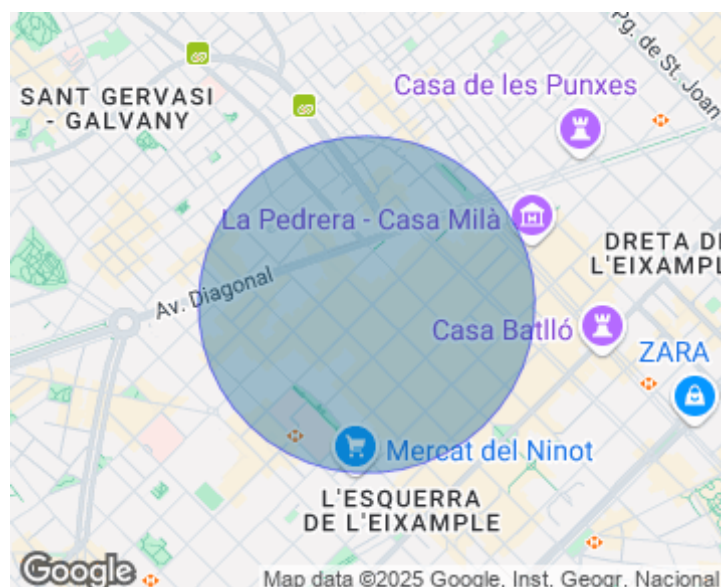 Pg. de St. Joan
SANT GERVASI
- GALVANY
Casa de les Punxes
La Pedrera - Casa Milà
DRETA DE
L'EIXAMPL
Av. Diagonal
Casa Batlló
ZARA
Mercat del Ninot
L'ESQUERRA
DE L'EIXAMPLE
Google
Map data ©2025 Google, Inst. Geogr. Nacional